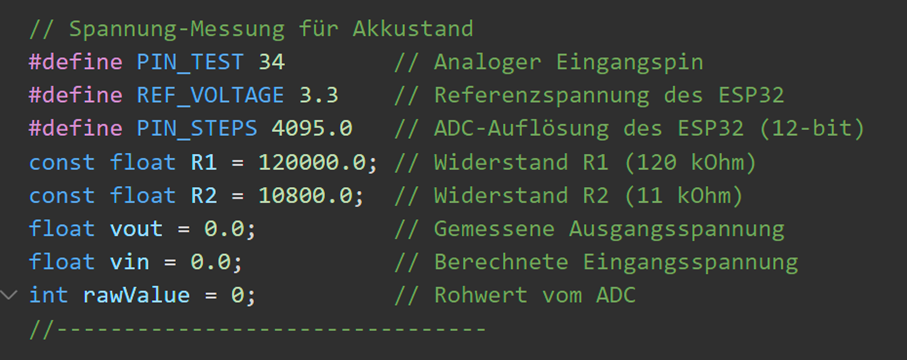 // Spannung-Messung für Akkustand
#define PIN_TEST 34 // Analoger Eingangspin
#define REF_VOLTAGE 3.3 // Referenzspannung des ESP32
#define PIN_STEPS 4095.0 // ADC-Auflösung des ESP32 (12-bit)
const float R1 = 120000.0; // Widerstand R1 (120 kOhm)
const float R2 = 10800.0; // Widerstand R2 (11 kOhm)
float vout = 0.0; // Gemessene Ausgangsspannung
float vin = 0.0; // Berechnete Eingangsspannung
int rawValue = 0; // Rohwert vom ADC
//--------------------------------